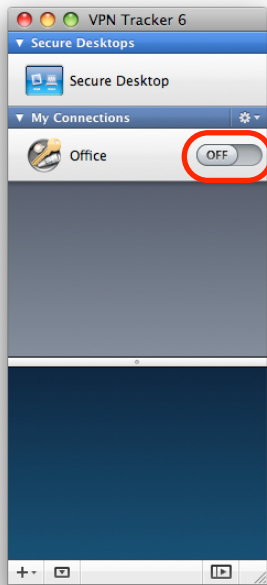 VPN Tracker 6
Secure Desktops
Secure Desktop
My Connections
Office
OFF